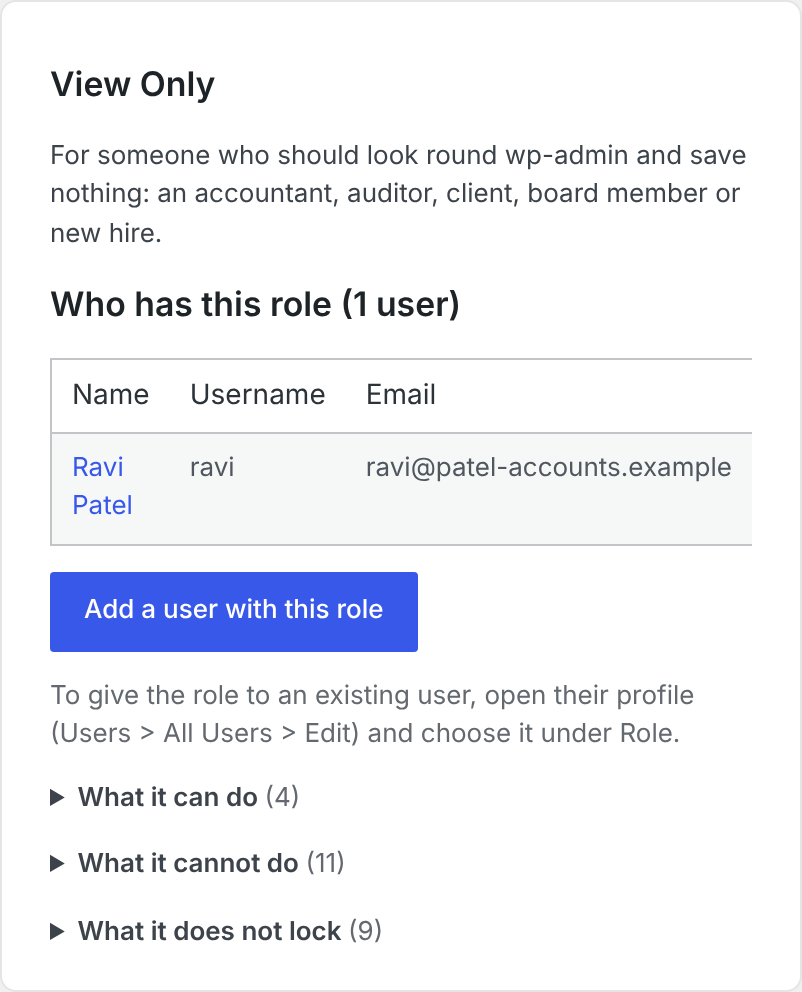 View Only
For someone who should look round wp-admin and save
nothing: an accountant, auditor, client, board member or
new hire.
Who has this role (1 user)
Name Username Email
Ravi ravi ravi@patel-accounts.example
Patel
Add a user with this role
To give the role to an existing user, open their profile
(Users > All Users > Edit) and choose it under Role.
What it can do (4)
What it cannot do (11)
What it does not lock (9)